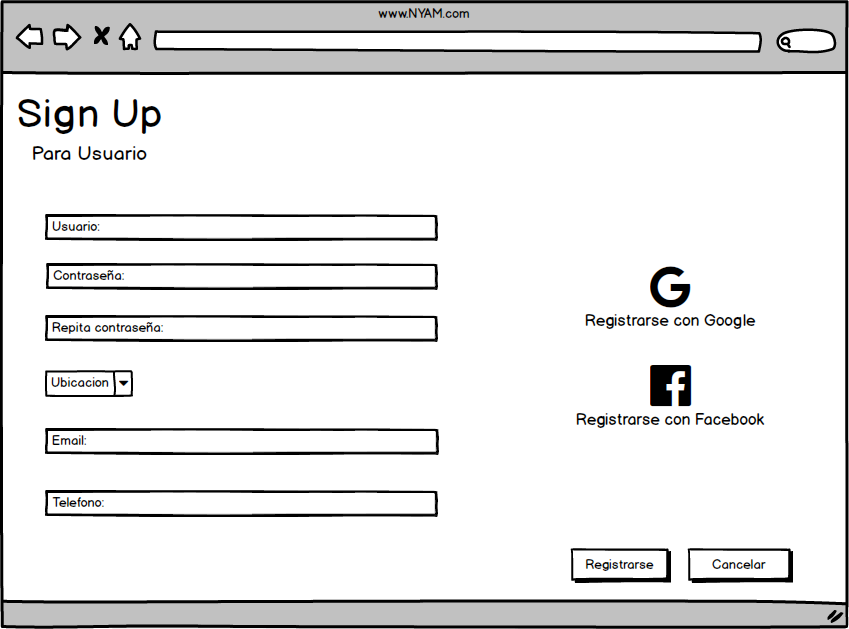 www.NYAM.com
Sign Up
Para Usuario
Usuario:
Contraseña:
Repita contraseña:
Ubicacion
Email:
Telefono:
Registrarse con Google
Registrarse con Facebook
Registrarse
Cancelar